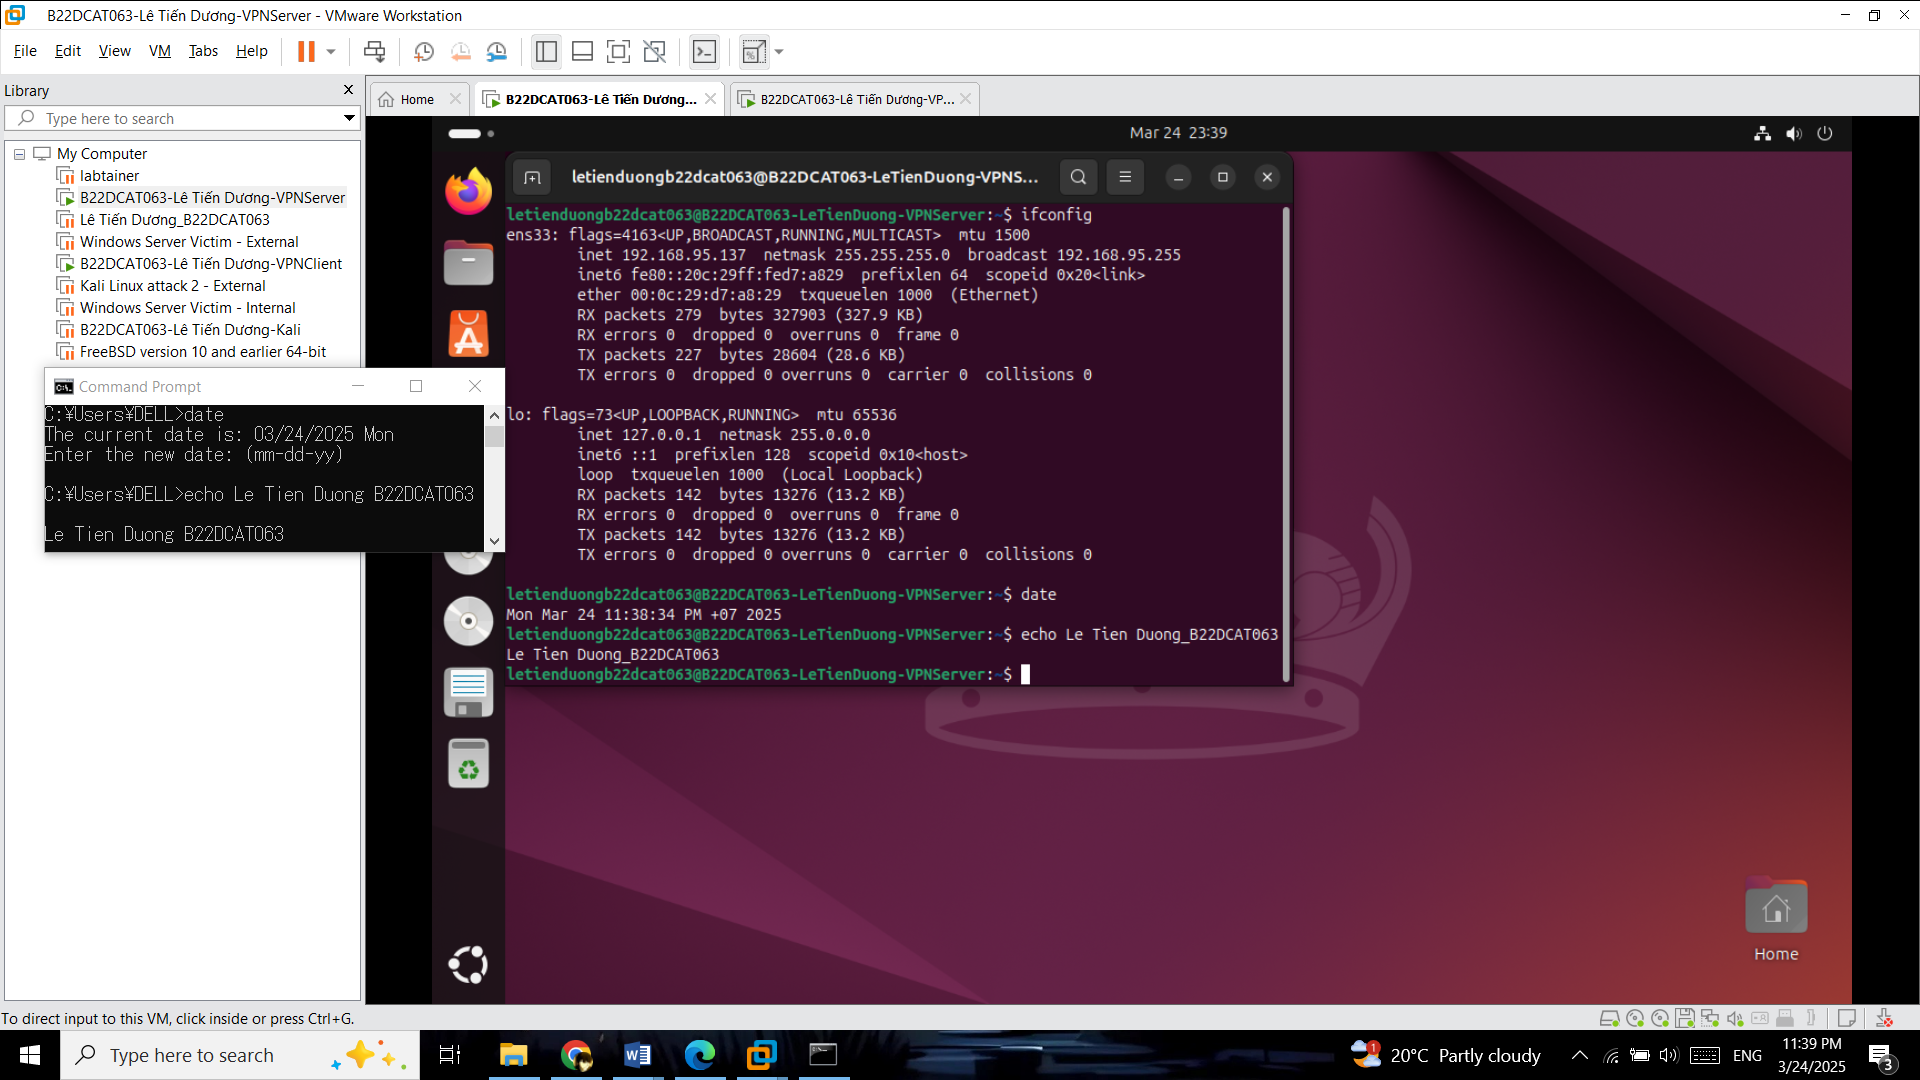 B22DCAT063-Lê Tiến Dương-VPNServer - VMware Workstation
File Edit View VM Tabs Help
Library
Type here to search
My Computer
labtainer
B22DCAT063-Lê Tiến Dương-VPNServer
Lê Tiến Dương_B22DCAT063
Windows Server Victim - External
B22DCAT063-Lê Tiến Dương-VPNClient
Kali Linux attack 2 - External
Windows Server Victim - Internal
B22DCAT063-Lê Tiến Dương-Kali
FreeBSD version 10 and earlier 64-bit
Command Prompt
C:¥Users¥DELL>date
The current date is: 03/24/2025 Mon
Enter the new date: (mm-dd-yy)
C:¥Users¥DELL>echo Le Tien Duong B22DCAT063
Le Tien Duong B22DCAT063
Home
B22DCAT063-Lê Tiến Dương...
B22DCAT063-Lê Tiến Dương-VP...
Mar 24 23:39
letienduongb22dcat063@B22DCAT063-LeTienDuong-VPNS...
letienduongb22dcat063@B22DCAT063-LeTienDuong-VPNServer:~$ ifconfig
ens33: flags=4163<UP,BROADCAST,RUNNING,MULTICAST>  mtu 1500
inet 192.168.95.137  netmask 255.255.255.0  broadcast 192.168.95.255
inet6 fe80::20c:29ff:fed7:a829  prefixlen 64  scopeid 0x20<link>
ether 00:0c:29:d7:a8:29  txqueuelen 1000  (Ethernet)
RX packets 279  bytes 327903 (327.9 KB)
RX errors 0  dropped 0  overruns 0  frame 0
TX packets 227  bytes 28604 (28.6 KB)
TX errors 0  dropped 0 overruns 0  carrier 0  collisions 0
lo: flags=73<UP,LOOPBACK,RUNNING>  mtu 65536
inet 127.0.0.1  netmask 255.0.0.0
inet6 ::1  prefixlen 128  scopeid 0x10<host>
loop  txqueuelen 1000  (Local Loopback)
RX packets 142  bytes 13276 (13.2 KB)
RX errors 0  dropped 0  overruns 0  frame 0
TX packets 142  bytes 13276 (13.2 KB)
TX errors 0  dropped 0 overruns 0  carrier 0  collisions 0
letienduongb22dcat063@B22DCAT063-LeTienDuong-VPNServer:~$ date
Mon Mar 24 11:38:34 PM +07 2025
letienduongb22dcat063@B22DCAT063-LeTienDuong-VPNServer:~$ echo Le Tien Duong_B22DCAT063
Le Tien Duong_B22DCAT063
letienduongb22dcat063@B22DCAT063-LeTienDuong-VPNServer:~$
Home
To direct input to this VM, click inside or press Ctrl+G.
Type here to search
1
20°C Partly cloudy
ENG
11:39 PM
3/24/2025
3